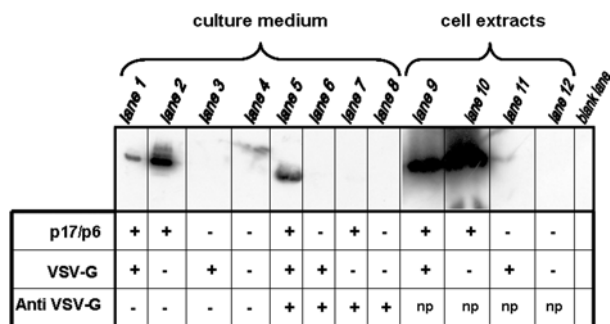 culture medium cell extracts
lane 1 lane 2 lane 3 lane 4 lane 5 lane 6 lane 7 lane 8 lane 9 lane 10 lane 11 lane 12 blank lane
p17/p6 + + - - + - + - + + - -
VSV-G + - + - + + - - + - + -
Anti VSV-G - - - - + + + + np np np np